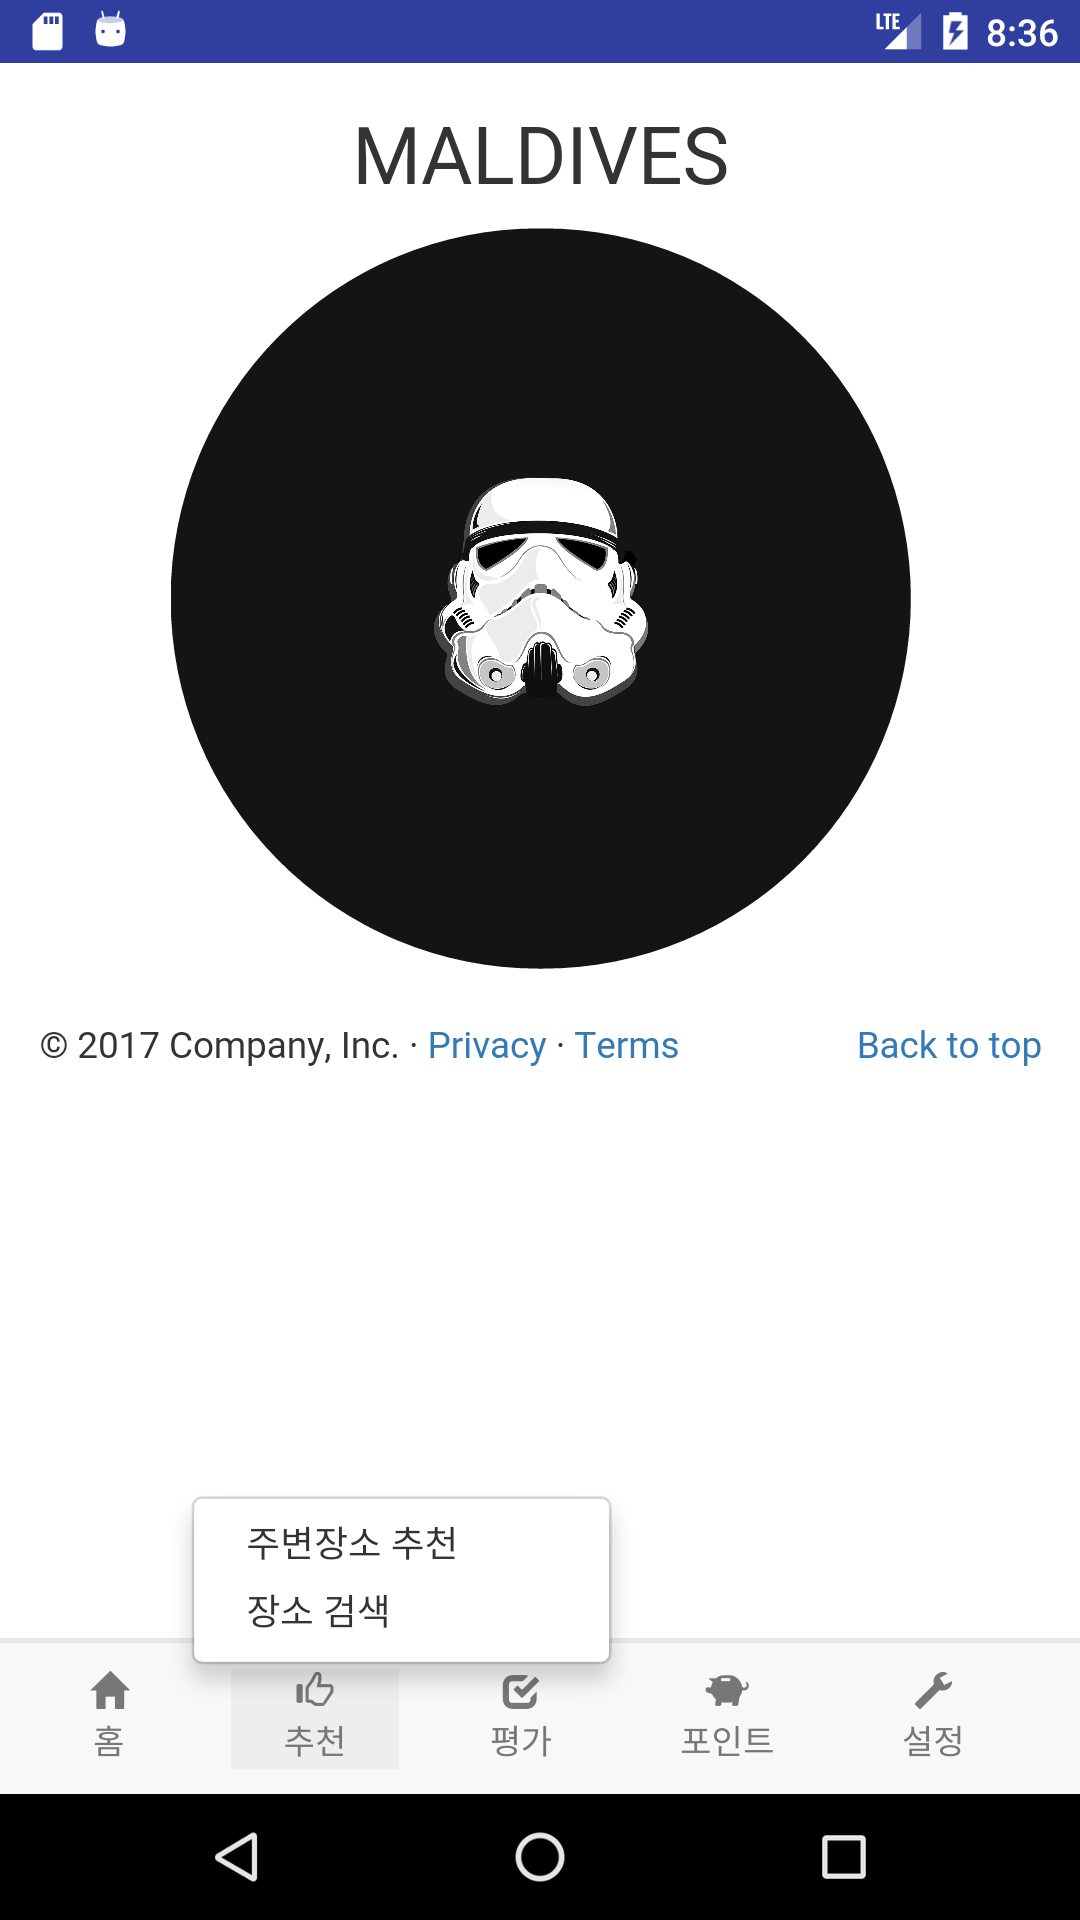 LTE 8:36
MALDIVES
© 2017 Company, Inc. · Privacy · Terms Back to top
주변장소 추천
장소 검색
홈 추천 평가 포인트 설정